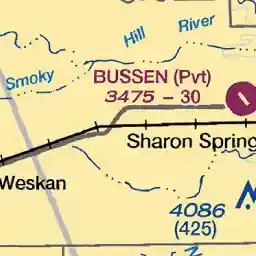 Hill River
Smoky
BUSSEN (Pvt)
3475 – 30
Sharon Spring
Weskan
4086
(425)